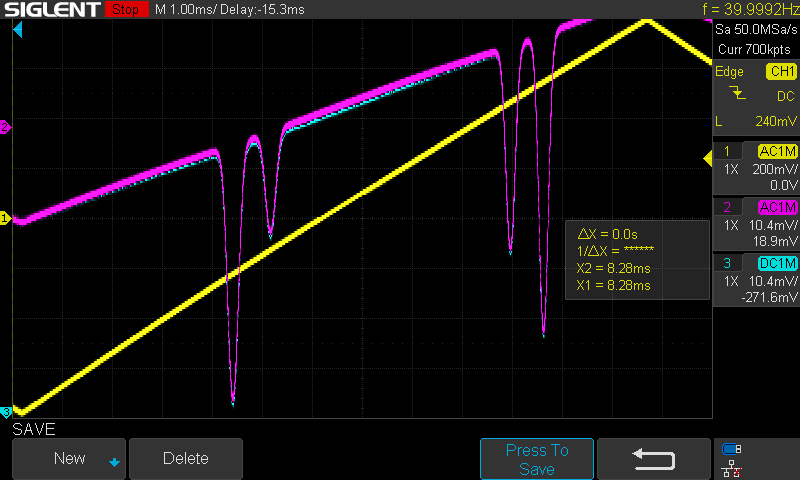 SIGLENT Stop M 1.00ms/ Delay:-15.3ms f = 39.9992Hz
Sa 50.0MSa/s
Curr 700kpts
Edge CH1
DC
L 240mV
1 AC1M
1X 200mV/
0.0V
2 AC1M
1X 10.4mV/
18.9mV
3 DC1M
1X 10.4mV/
-271.6mV
2
1
3
ΔX = 0.0s
1/ΔX = ******
X2 = 8.28ms
X1 = 8.28ms
SAVE
New Delete Press To
Save